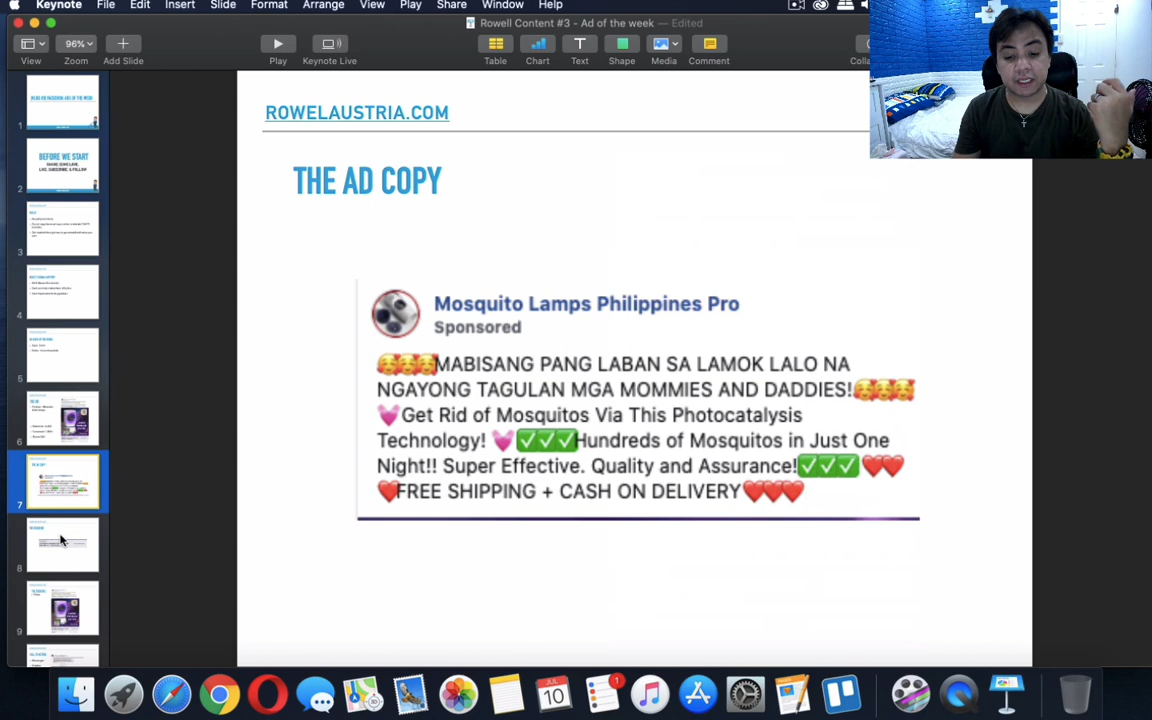 Keynote File Edit Insert Slide Format Arrange View Play Share Window Help
Rowell Content #3 - Ad of the week — Edited
96%
View Zoom Add Slide Play Keynote Live Table Chart Text Shape Media Comment
ROWELAUSTRIA.COM
THE AD COPY
Mosquito Lamps Philippines Pro
Sponsored
🥰🥰🥰MABISANG PANG LABAN SA LAMOK LALO NA
NGAYONG TAGULAN MGA MOMMIES AND DADDIES!🥰🥰🥰
💓Get Rid of Mosquitos Via This Photocatalysis
Technology! 💓✅✅✅Hundreds of Mosquitos in Just One
Night!! Super Effective. Quality and Assurance!✅✅✅❤️❤️
❤️FREE SHIPPING + CASH ON DELIVERY❤️❤️❤️
1
BEFORE WE START
2
3
4
5
6
7
8
9
JUL
10
1